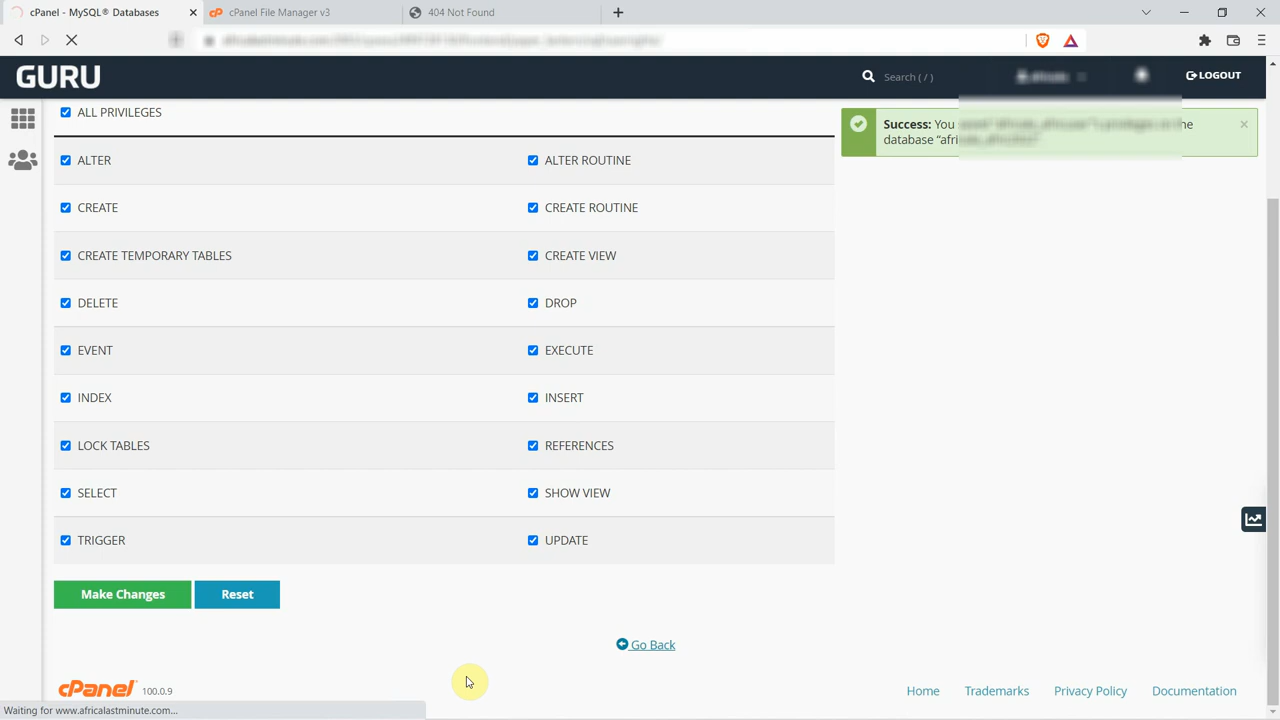 cPanel - MySQL® Databases
cPanel File Manager v3
404 Not Found
GURU
Search ( / )
LOGOUT
ALL PRIVILEGES
Success: You the
database “afri
ALTER
ALTER ROUTINE
CREATE
CREATE ROUTINE
CREATE TEMPORARY TABLES
CREATE VIEW
DELETE
DROP
EVENT
EXECUTE
INDEX
INSERT
LOCK TABLES
REFERENCES
SELECT
SHOW VIEW
TRIGGER
UPDATE
Make Changes
Reset
Go Back
cPanel 100.0.9
Home
Trademarks
Privacy Policy
Documentation
Waiting for www.africalastminute.com...